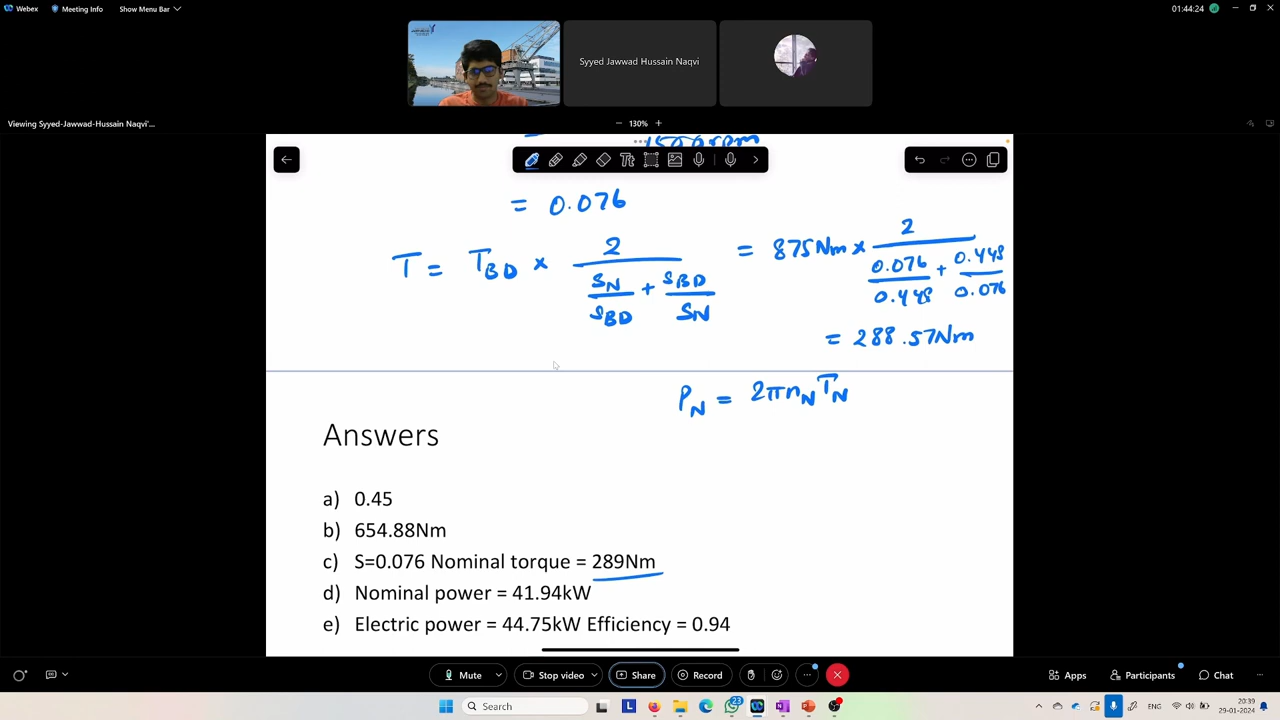 Webex Meeting Info Show Menu Bar
01:44:24
Syyed Jawwad Hussain Naqvi
Viewing Syyed-Jawwad-Hussain Naqvi'...
− 130% +
1500rpm
= 0.076
T = T_BD × 2 / (S_N/S_BD + S_BD/S_N) = 875Nm × 2 / (0.076/0.448 + 0.448/0.076)
= 288.57Nm
P_N = 2πn_N T_N
Answers
a) 0.45
b) 654.88Nm
c) S=0.076 Nominal torque = 289Nm
d) Nominal power = 41.94kW
e) Electric power = 44.75kW Efficiency = 0.94
Mute Stop video Share Record Apps Participants Chat
Search 23 ENG 20:39
29-01-2024